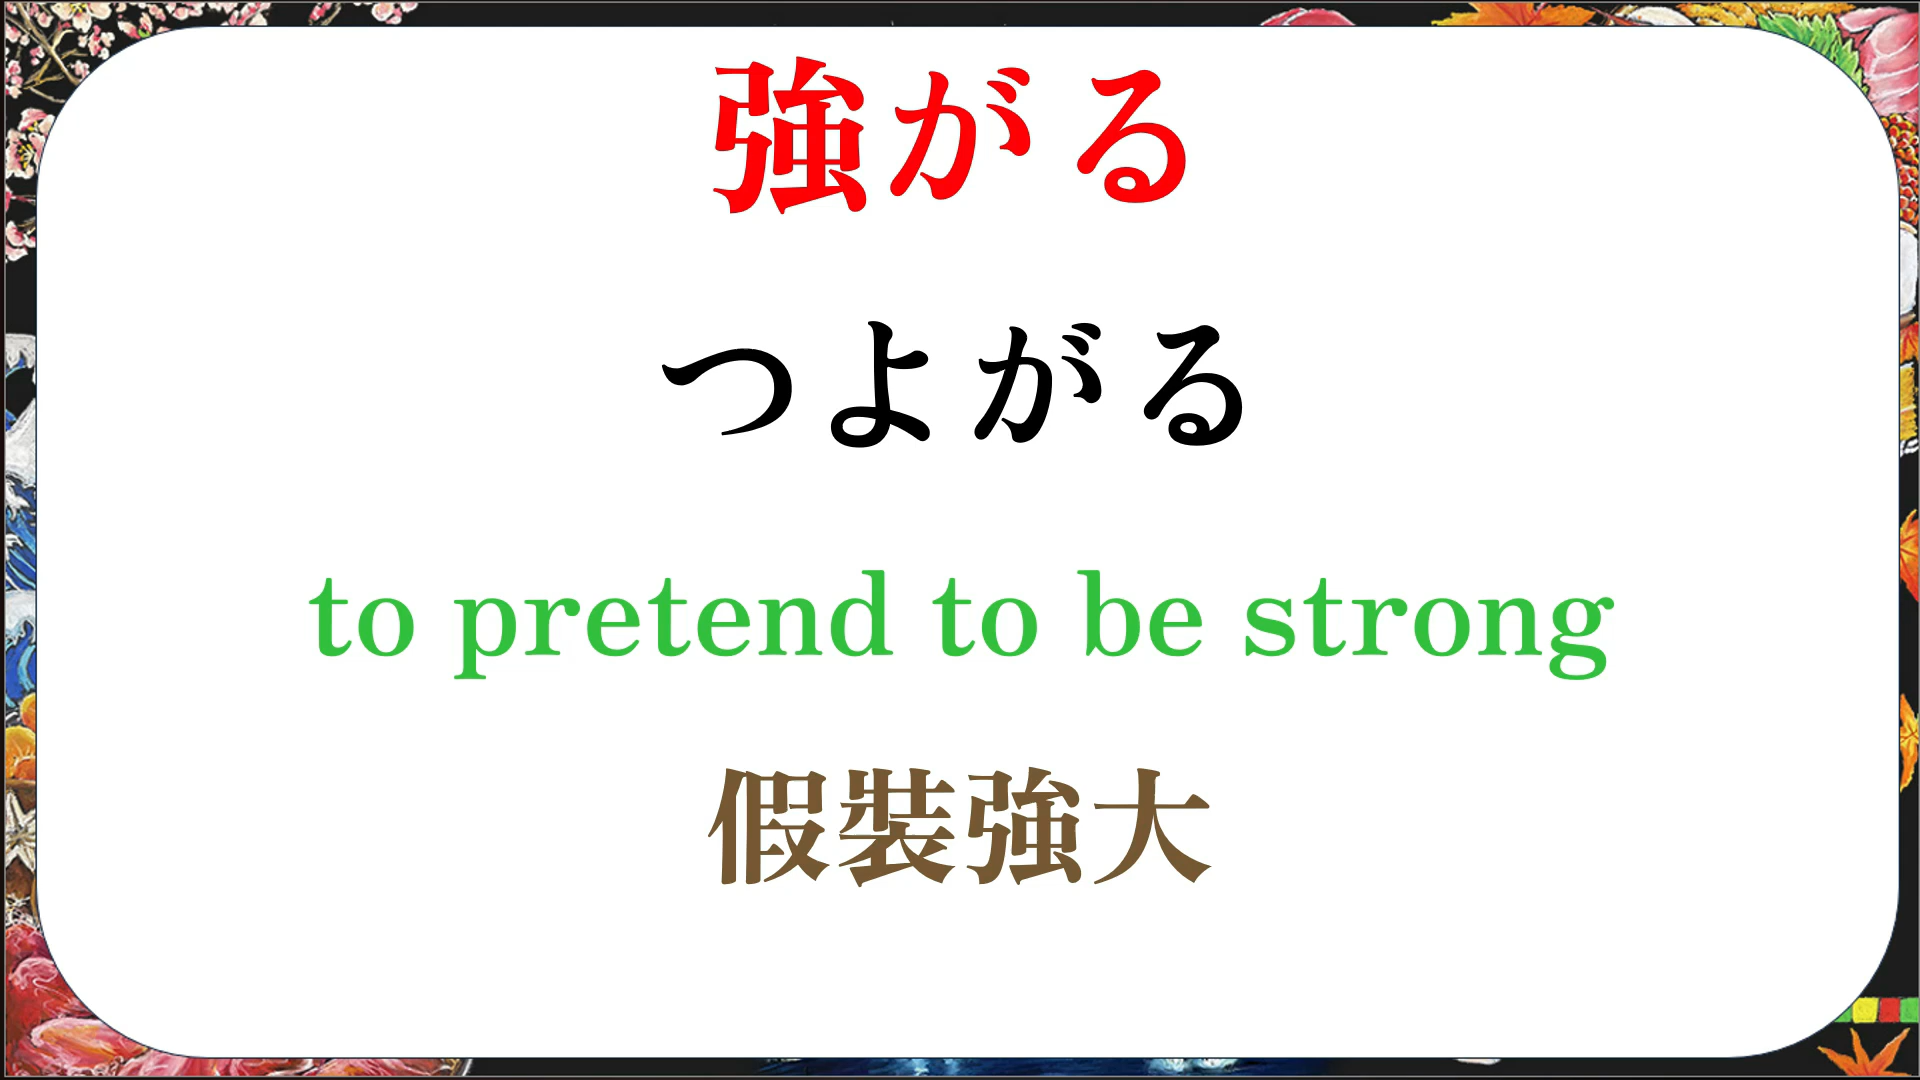 強がる
つよがる
to pretend to be strong
假裝強大